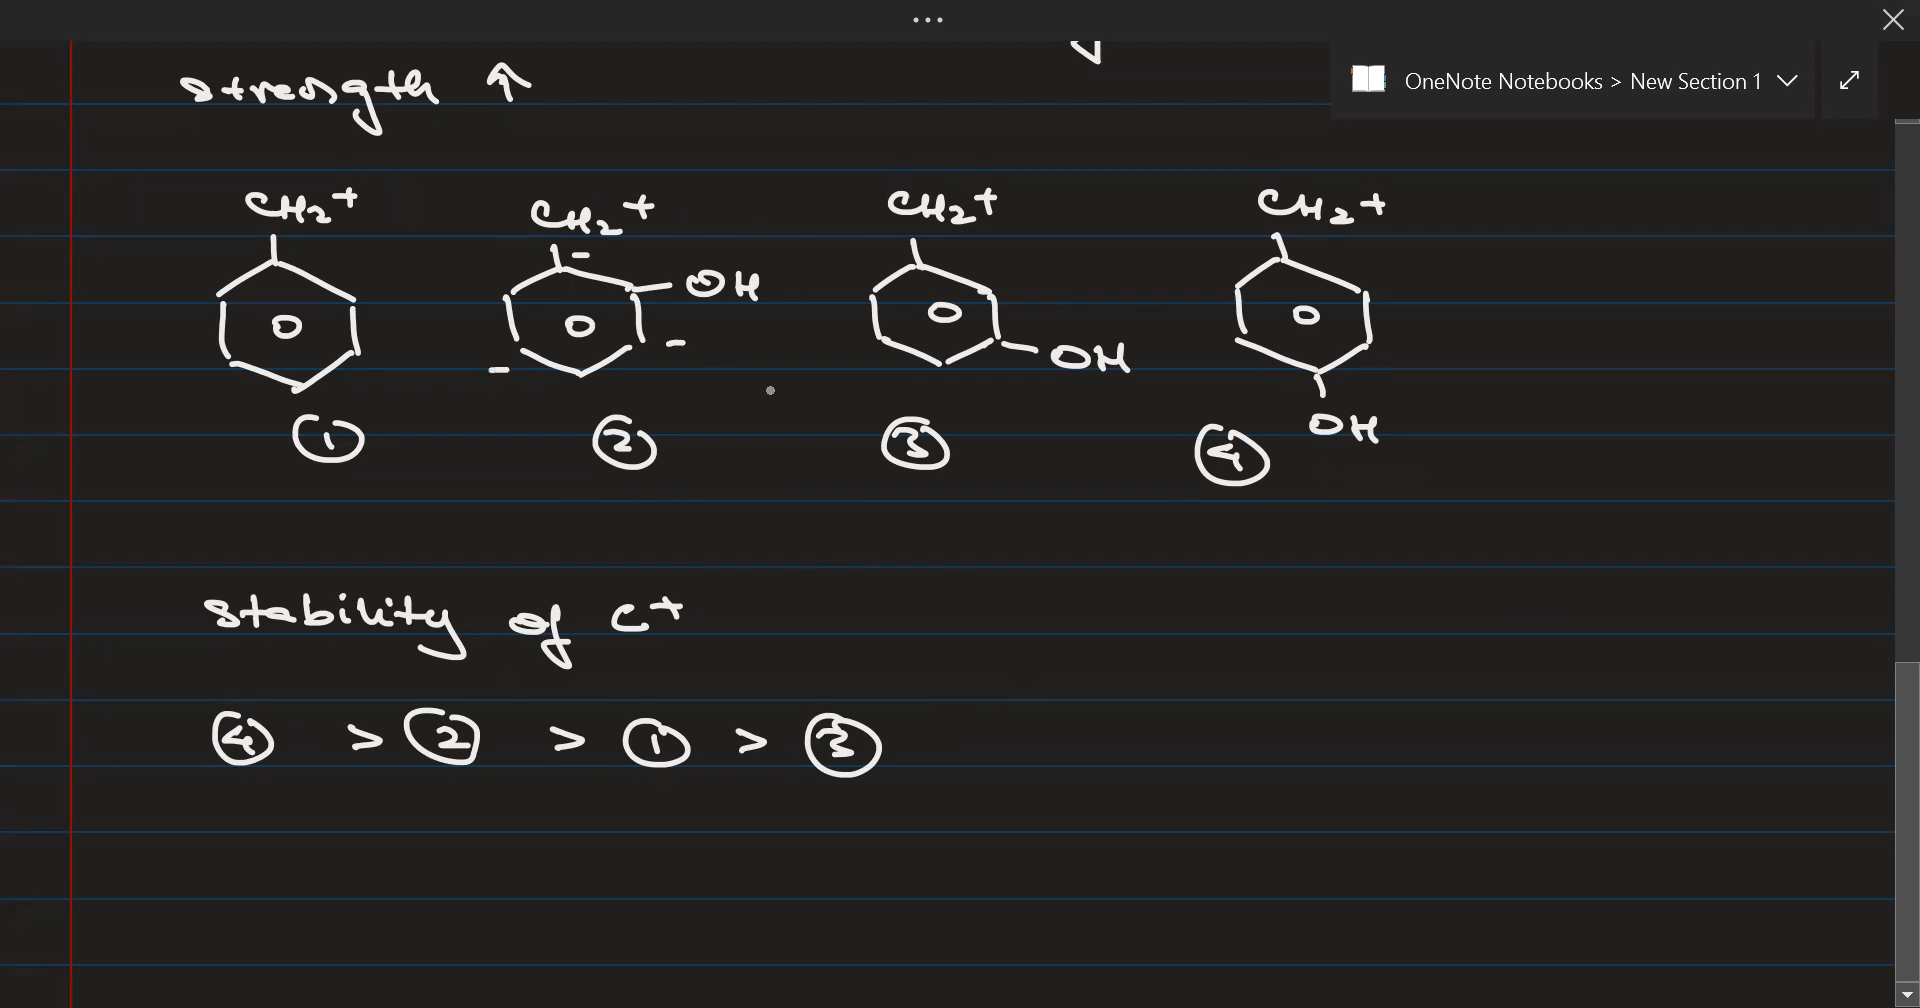 OneNote Notebooks > New Section 1
strength ↑
CH2+ CH2+ CH2+ CH2+
- OH
OH
- - OH
1 2 3 4
stability of C+
4 > 2 > 1 > 3